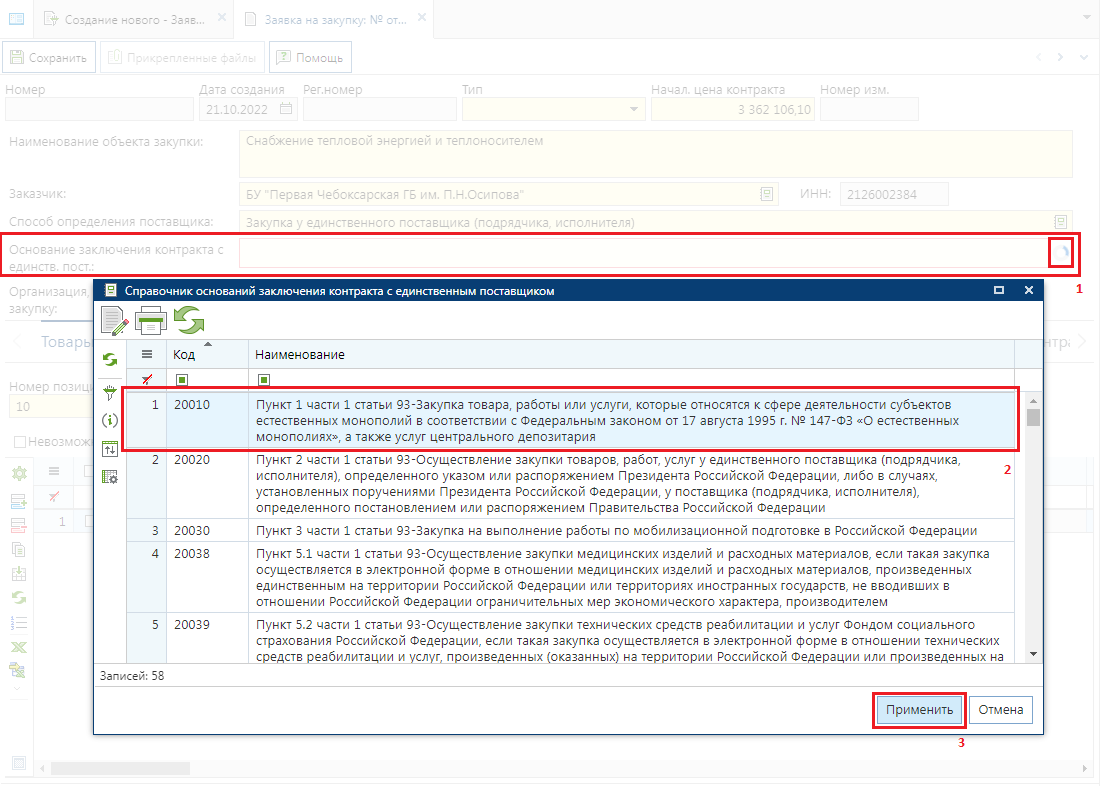 Создание нового - Заяв...
Заявка на закупку: № от...
Сохранить
Прикрепленные файлы
Помощь
Номер
Дата создания
Рег.номер
Тип
Начал. цена контракта
Номер изм.
21.10.2022
3 362 106,10
Наименование объекта закупки:
Снабжение тепловой энергией и теплоносителем
Заказчик:
БУ "Первая Чебоксарская ГБ им. П.Н.Осипова"
ИНН:
2126002384
Способ определения поставщика:
Закупка у единственного поставщика (подрядчика, исполнителя)
Основание заключения контракта с
единств. пост.:
1
Организация,
закупку:
Справочник оснований заключения контракта с единственным поставщиком
Товары
Код
Наименование
Номер позици
10
1 20010 Пункт 1 части 1 статьи 93-Закупка товара, работы или услуги, которые относятся к сфере деятельности субъектов
естественных монополий в соответствии с Федеральным законом от 17 августа 1995 г. № 147-ФЗ «О естественных
монополиях», а также услуг центрального депозитария
Невозможн
2
2 20020 Пункт 2 части 1 статьи 93-Осуществление закупки товаров, работ, услуг у единственного поставщика (подрядчика,
исполнителя), определенного указом или распоряжением Президента Российской Федерации, либо в случаях,
установленных поручениями Президента Российской Федерации, у поставщика (подрядчика, исполнителя),
определенного постановлением или распоряжением Правительства Российской Федерации
1
3 20030 Пункт 3 части 1 статьи 93-Закупка на выполнение работы по мобилизационной подготовке в Российской Федерации
4 20038 Пункт 5.1 части 1 статьи 93-Осуществление закупки медицинских изделий и расходных материалов, если такая закупка
осуществляется в электронной форме в отношении медицинских изделий и расходных материалов, произведенных
единственным на территории Российской Федерации или территориях иностранных государств, не вводивших в
отношении Российской Федерации ограничительных мер экономического характера, производителем
5 20039 Пункт 5.2 части 1 статьи 93-Осуществление закупки технических средств реабилитации и услуг Фондом социального
страхования Российской Федерации, если такая закупка осуществляется в электронной форме в отношении технических
средств реабилитации и услуг, произведенных (оказанных) на территории Российской Федерации или произведенных на
Записей: 58
Применить
Отмена
3